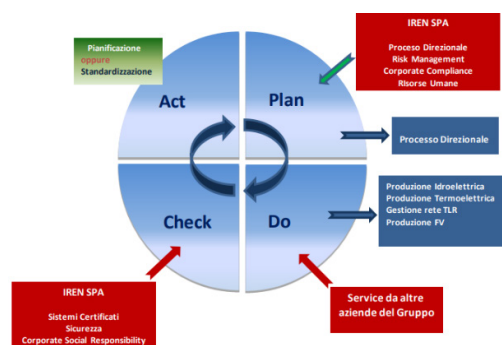 Pianificazione
oppure
Standardizzazione
Act
Plan
IREN SPA
Proceso Direzionale
Risk Management
Corporate Compliance
Risorse Umane
Processo Direzionale
Check
Do
Produzione Idroelettrica
Produzione Termoelettrica
Gestione rete TLR
Produzione FV
IREN SPA
Sistemi Certificati
Sicurezza
Corporate Social Responsibility
Service da altre
aziende del Gruppo